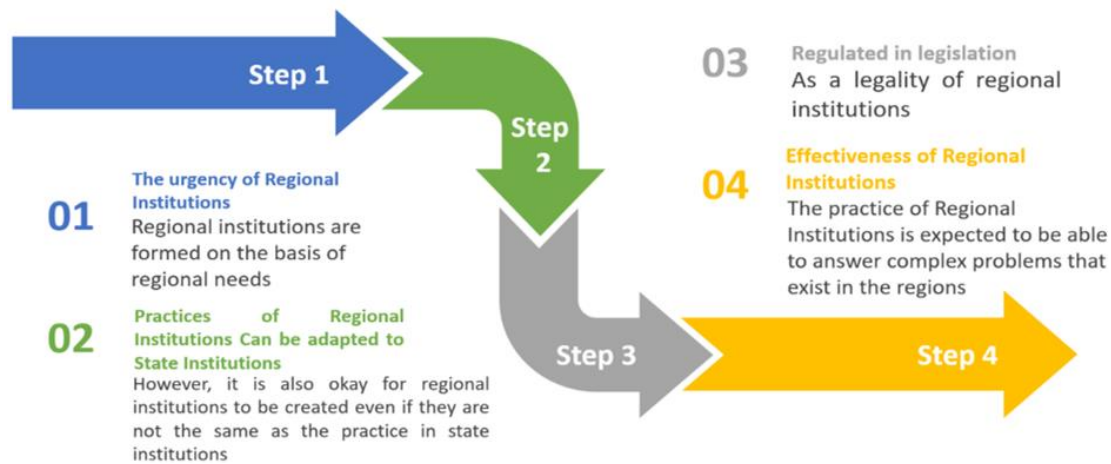 Step 1
Step
2
Step 3
Step 4
01
The urgency of Regional
Institutions
Regional institutions are
formed on the basis of
regional needs
02
Practices of Regional
Institutions Can be adapted to
State Institutions
However, it is also okay for regional
institutions to be created even if they are
not the same as the practice in state
institutions
03
Regulated in legislation
As a legality of regional
institutions
04
Effectiveness of Regional
Institutions
The practice of Regional
Institutions is expected to be able
to answer complex problems that
exist in the regions